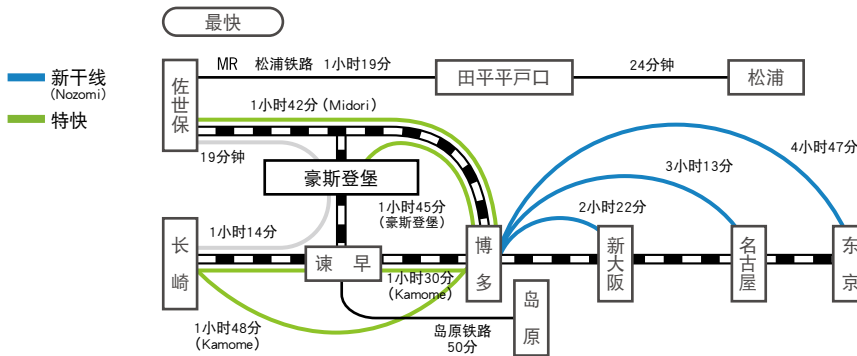 最快
新干线
(Nozomi)
特快
佐世保
MR 松浦铁路 1小时19分
田平平戸口
24分钟
松浦
1小时42分(Midori)
19分钟
豪斯登堡
1小时45分
(豪斯登堡)
4小时47分
3小时13分
2小时22分
长崎
1小时14分
谏早
博多
新大阪
名古屋
东京
1小时30分
(Kamome)
1小时48分
(Kamome)
岛原铁路
50分
岛原